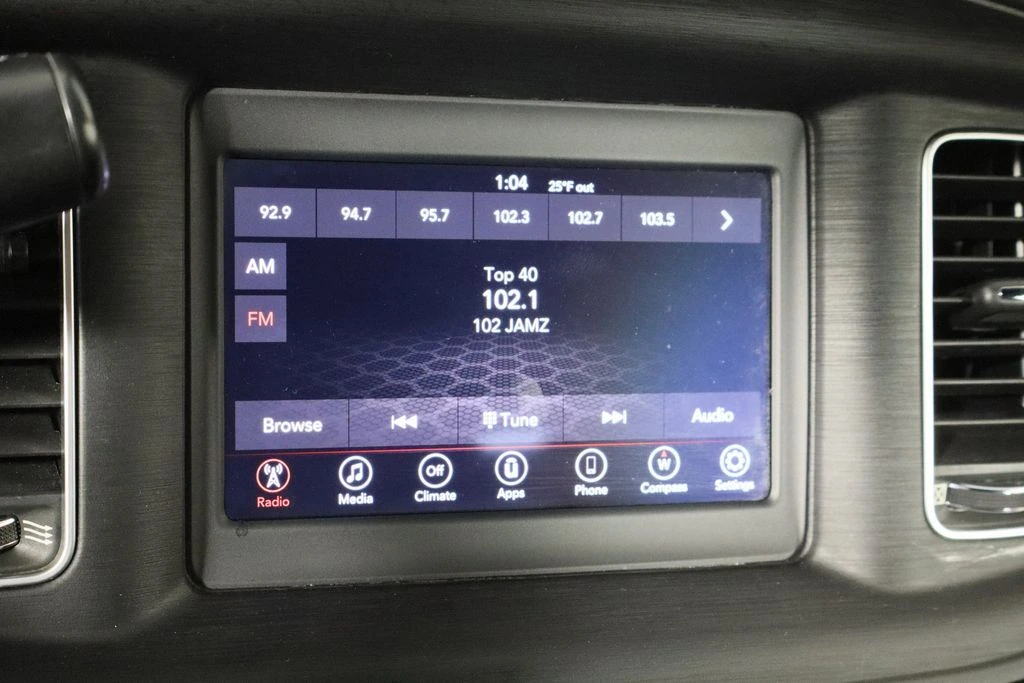 1:04 25°F out
92.9 94.7 95.7 102.3 102.7 103.5
AM
FM
Top 40
102.1
102 JAMZ
Browse Tune Audio
Off W
Radio Media Climate Apps Phone Compass Settings